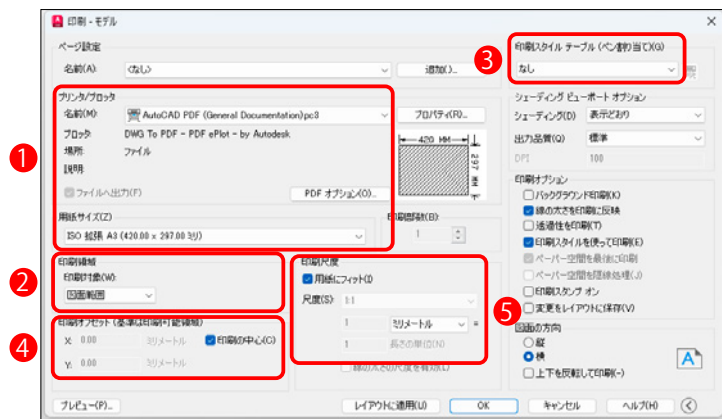 印刷 - モデル
ページ設定
名前(A):
<なし>
追加()...
印刷スタイル テーブル (ペン割り当て)(G)
なし
3
プリンタ/プロッタ
名前(M):
AutoCAD PDF (General Documentation).pc3
プロパティ(R)...
プロッタ:
DWG To PDF - PDF ePlot - by Autodesk
場所:
ファイル
説明:
ファイルへ出力(F)
PDF オプション(O)...
420 MM
297 MM
1
シェーディング ビューポート オプション
シェーディング(D)
表示どおり
出力品質(Q)
標準
DPI
100
用紙サイズ(Z)
ISO 拡張 A3 (420.00 x 297.00 ミリ)
印刷部数(B):
1
印刷オプション
バックグラウンド印刷(K)
線の太さを印刷に反映
透過性を印刷(T)
印刷スタイルを使って印刷(E)
ペーパー空間を最後に印刷
ペーパー空間を隠線処理(J)
印刷スタンプ オン
変更をレイアウトに保存(V)
印刷領域
印刷対象(W):
図面範囲
2
印刷尺度
用紙にフィット(I)
尺度(S):
1:1
1
ミリメートル
=
1
長さの単位(N)
線の太さの尺度を有効(L)
5
印刷オフセット (基準は印刷可能領域)
X:
0.00
ミリメートル
印刷の中心(C)
Y:
0.00
ミリメートル
4
図面の方向
縦
横
上下を反転して印刷(-)
A
プレビュー(P)...
レイアウトに適用(U)
OK
キャンセル
ヘルプ(H)